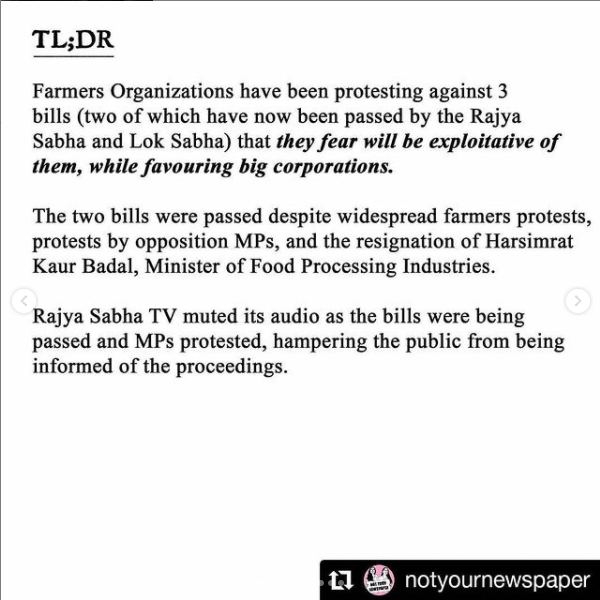 TL;DR
Farmers Organizations have been protesting against 3
bills (two of which have now been passed by the Rajya
Sabha and Lok Sabha) that they fear will be exploitative of
them, while favouring big corporations.
The two bills were passed despite widespread farmers protests,
protests by opposition MPs, and the resignation of Harsimrat
Kaur Badal, Minister of Food Processing Industries.
Rajya Sabha TV muted its audio as the bills were being
passed and MPs protested, hampering the public from being
informed of the proceedings.
NOT YOUR
NEWSPAPER
notyournewspaper